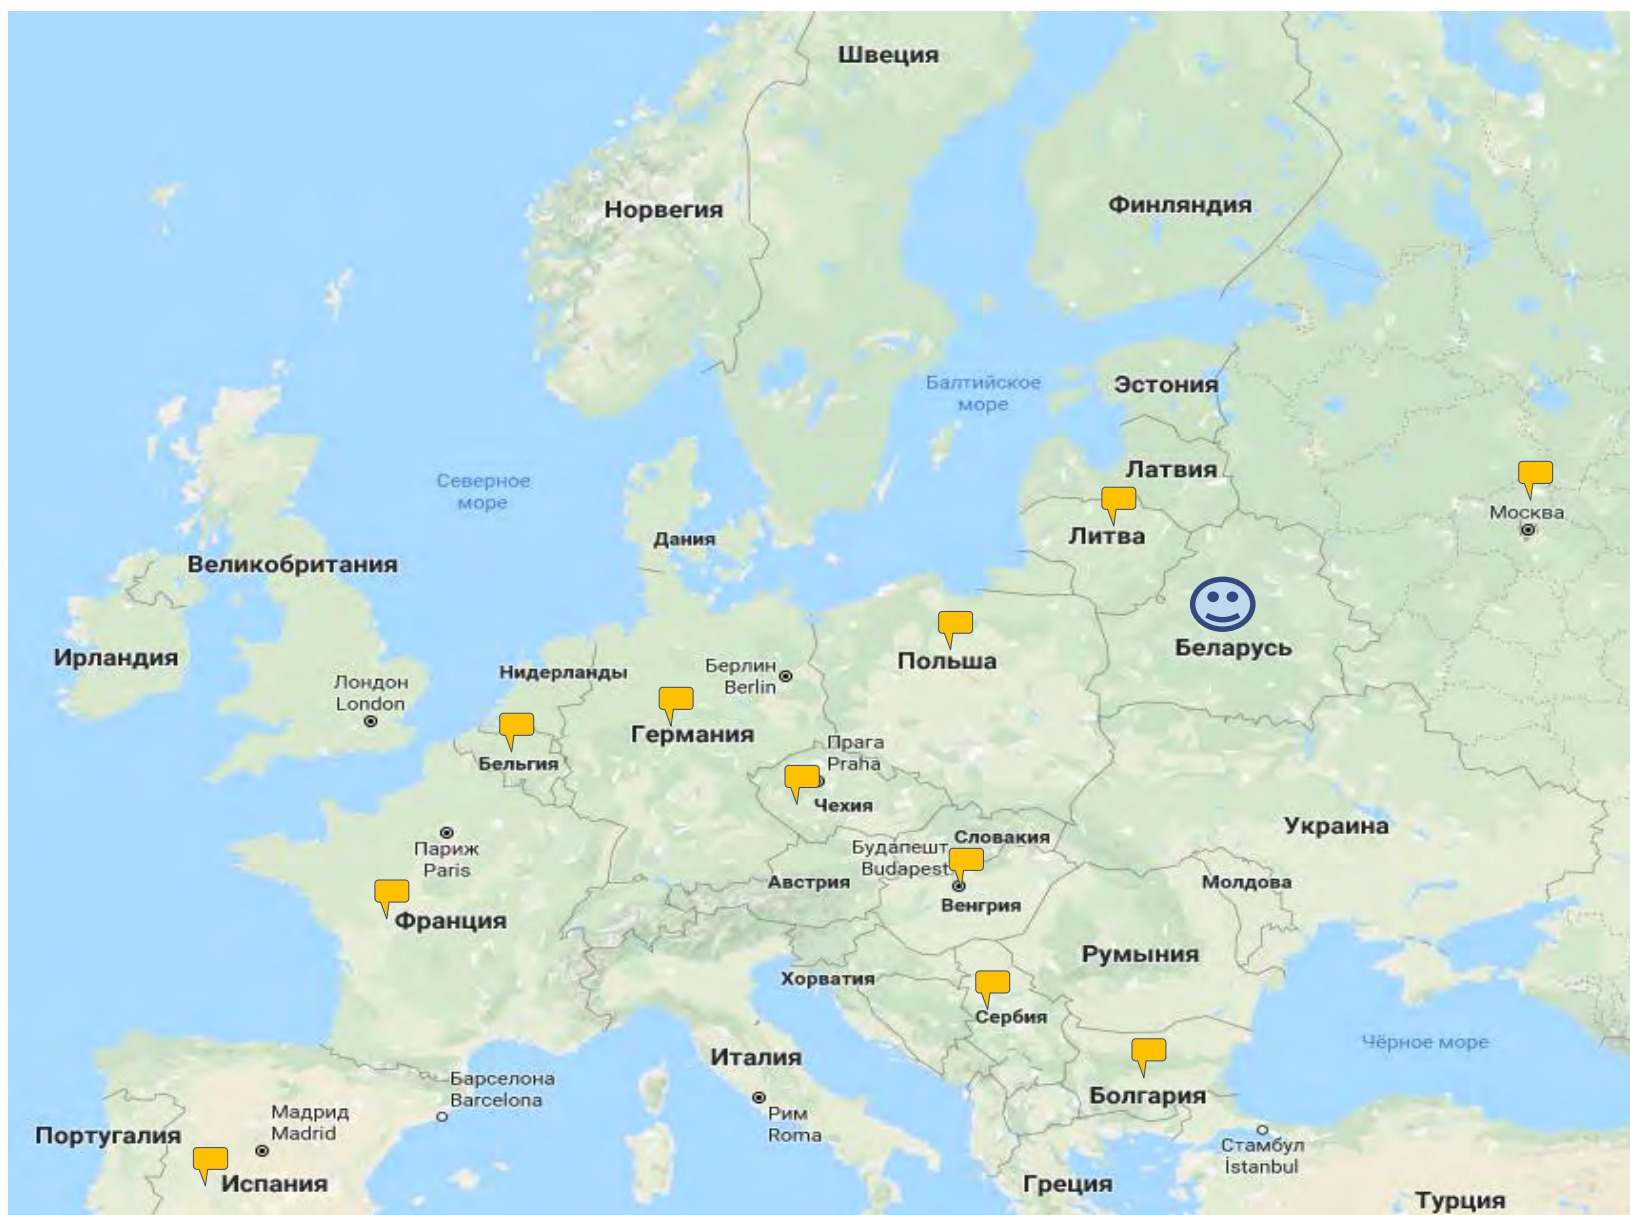 Швеция
Норвегия
Финляндия
Балтийское
море
Эстония
Латвия
Северное
море
Москва
Литва
Дания
Великобритания
Беларусь
Ирландия
Нидерланды
Берлин
Berlin
Польша
Лондон
London
Германия
Прага
Praha
Бельгия
Чехия
Украина
Словакия
Будапешт
Budapest
Париж
Paris
Австрия
Молдова
Венгрия
Франция
Румыния
Хорватия
Сербия
Чёрное море
Италия
Барселона
Barcelona
Болгария
Мадрид
Madrid
Рим
Roma
Португалия
Стамбул
İstanbul
Испания
Греция
Турция